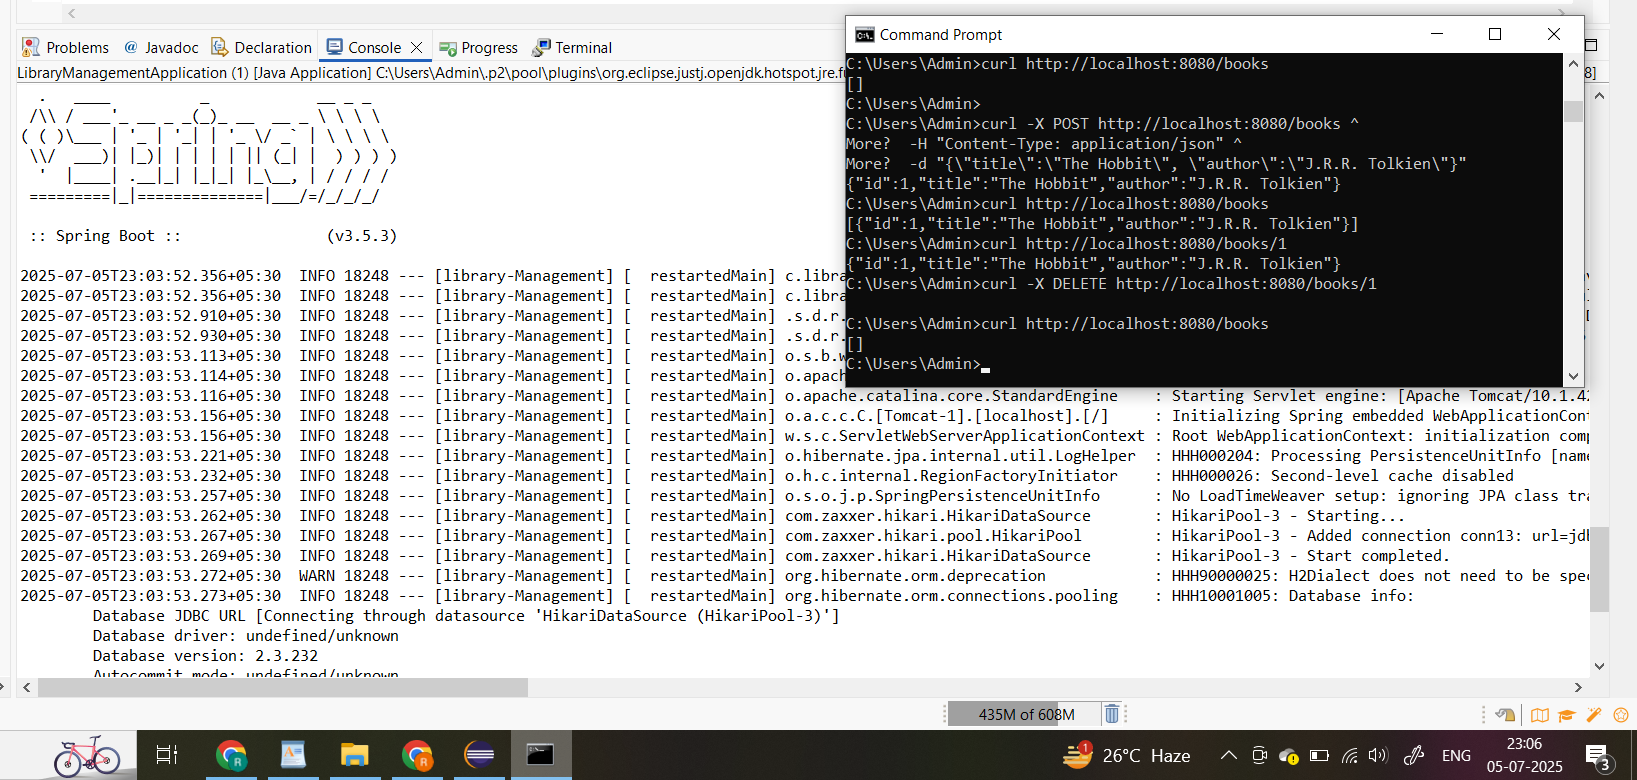 Problems @ Javadoc Declaration Console Progress Terminal
LibraryManagementApplication (1) [Java Application] C:\Users\Admin\.p2\pool\plugins\org.eclipse.justj.openjdk.hotspot.jre.f
8]
  .   ____          _            __ _ _
 /\\ / ___'_ __ _ _(_)_ __  __ _ \ \ \ \
( ( )\___ | '_ | '_| | '_ \/ _` | \ \ \ \
 \\/  ___)| |_)| | | | | || (_| |  ) ) ) )
  '  |____| .__|_| |_|_| |_\__, | / / / /
 =========|_|==============|___/=/_/_/_/
:: Spring Boot ::                (v3.5.3)
2025-07-05T23:03:52.356+05:30  INFO 18248 --- [library-Management] [  restartedMain] c.libra
2025-07-05T23:03:52.356+05:30  INFO 18248 --- [library-Management] [  restartedMain] c.libra
2025-07-05T23:03:52.910+05:30  INFO 18248 --- [library-Management] [  restartedMain] .s.d.r.
2025-07-05T23:03:52.930+05:30  INFO 18248 --- [library-Management] [  restartedMain] .s.d.r.
2025-07-05T23:03:53.113+05:30  INFO 18248 --- [library-Management] [  restartedMain] o.s.b.w
2025-07-05T23:03:53.114+05:30  INFO 18248 --- [library-Management] [  restartedMain] o.apach
2025-07-05T23:03:53.116+05:30  INFO 18248 --- [library-Management] [  restartedMain] o.apache.catalina.core.StandardEngine    : Starting Servlet engine: [Apache Tomcat/10.1.42
2025-07-05T23:03:53.156+05:30  INFO 18248 --- [library-Management] [  restartedMain] o.a.c.c.C.[Tomcat-1].[localhost].[/]     : Initializing Spring embedded WebApplicationCont
2025-07-05T23:03:53.156+05:30  INFO 18248 --- [library-Management] [  restartedMain] w.s.c.ServletWebServerApplicationContext : Root WebApplicationContext: initialization comp
2025-07-05T23:03:53.221+05:30  INFO 18248 --- [library-Management] [  restartedMain] o.hibernate.jpa.internal.util.LogHelper  : HHH000204: Processing PersistenceUnitInfo [name
2025-07-05T23:03:53.232+05:30  INFO 18248 --- [library-Management] [  restartedMain] o.h.c.internal.RegionFactoryInitiator    : HHH000026: Second-level cache disabled
2025-07-05T23:03:53.257+05:30  INFO 18248 --- [library-Management] [  restartedMain] o.s.o.j.p.SpringPersistenceUnitInfo      : No LoadTimeWeaver setup: ignoring JPA class tra
2025-07-05T23:03:53.262+05:30  INFO 18248 --- [library-Management] [  restartedMain] com.zaxxer.hikari.HikariDataSource       : HikariPool-3 - Starting...
2025-07-05T23:03:53.267+05:30  INFO 18248 --- [library-Management] [  restartedMain] com.zaxxer.hikari.pool.HikariPool        : HikariPool-3 - Added connection conn13: url=jdb
2025-07-05T23:03:53.269+05:30  INFO 18248 --- [library-Management] [  restartedMain] com.zaxxer.hikari.HikariDataSource       : HikariPool-3 - Start completed.
2025-07-05T23:03:53.272+05:30  WARN 18248 --- [library-Management] [  restartedMain] org.hibernate.orm.deprecation            : HHH90000025: H2Dialect does not need to be spec
2025-07-05T23:03:53.273+05:30  INFO 18248 --- [library-Management] [  restartedMain] org.hibernate.orm.connections.pooling    : HHH10001005: Database info:
Database JDBC URL [Connecting through datasource 'HikariDataSource (HikariPool-3)']
Database driver: undefined/unknown
Database version: 2.3.232
Autocommit mode: undefined/unknown
Command Prompt
C:\Users\Admin>curl http://localhost:8080/books
[]
C:\Users\Admin>
C:\Users\Admin>curl -X POST http://localhost:8080/books ^
More?  -H "Content-Type: application/json" ^
More?  -d "{\"title\":\"The Hobbit\", \"author\":\"J.R.R. Tolkien\"}"
{"id":1,"title":"The Hobbit","author":"J.R.R. Tolkien"}
C:\Users\Admin>curl http://localhost:8080/books
[{"id":1,"title":"The Hobbit","author":"J.R.R. Tolkien"}]
C:\Users\Admin>curl http://localhost:8080/books/1
{"id":1,"title":"The Hobbit","author":"J.R.R. Tolkien"}
C:\Users\Admin>curl -X DELETE http://localhost:8080/books/1
C:\Users\Admin>curl http://localhost:8080/books
[]
C:\Users\Admin>
435M of 608M
1
26°C Haze
ENG
23:06
05-07-2025
3